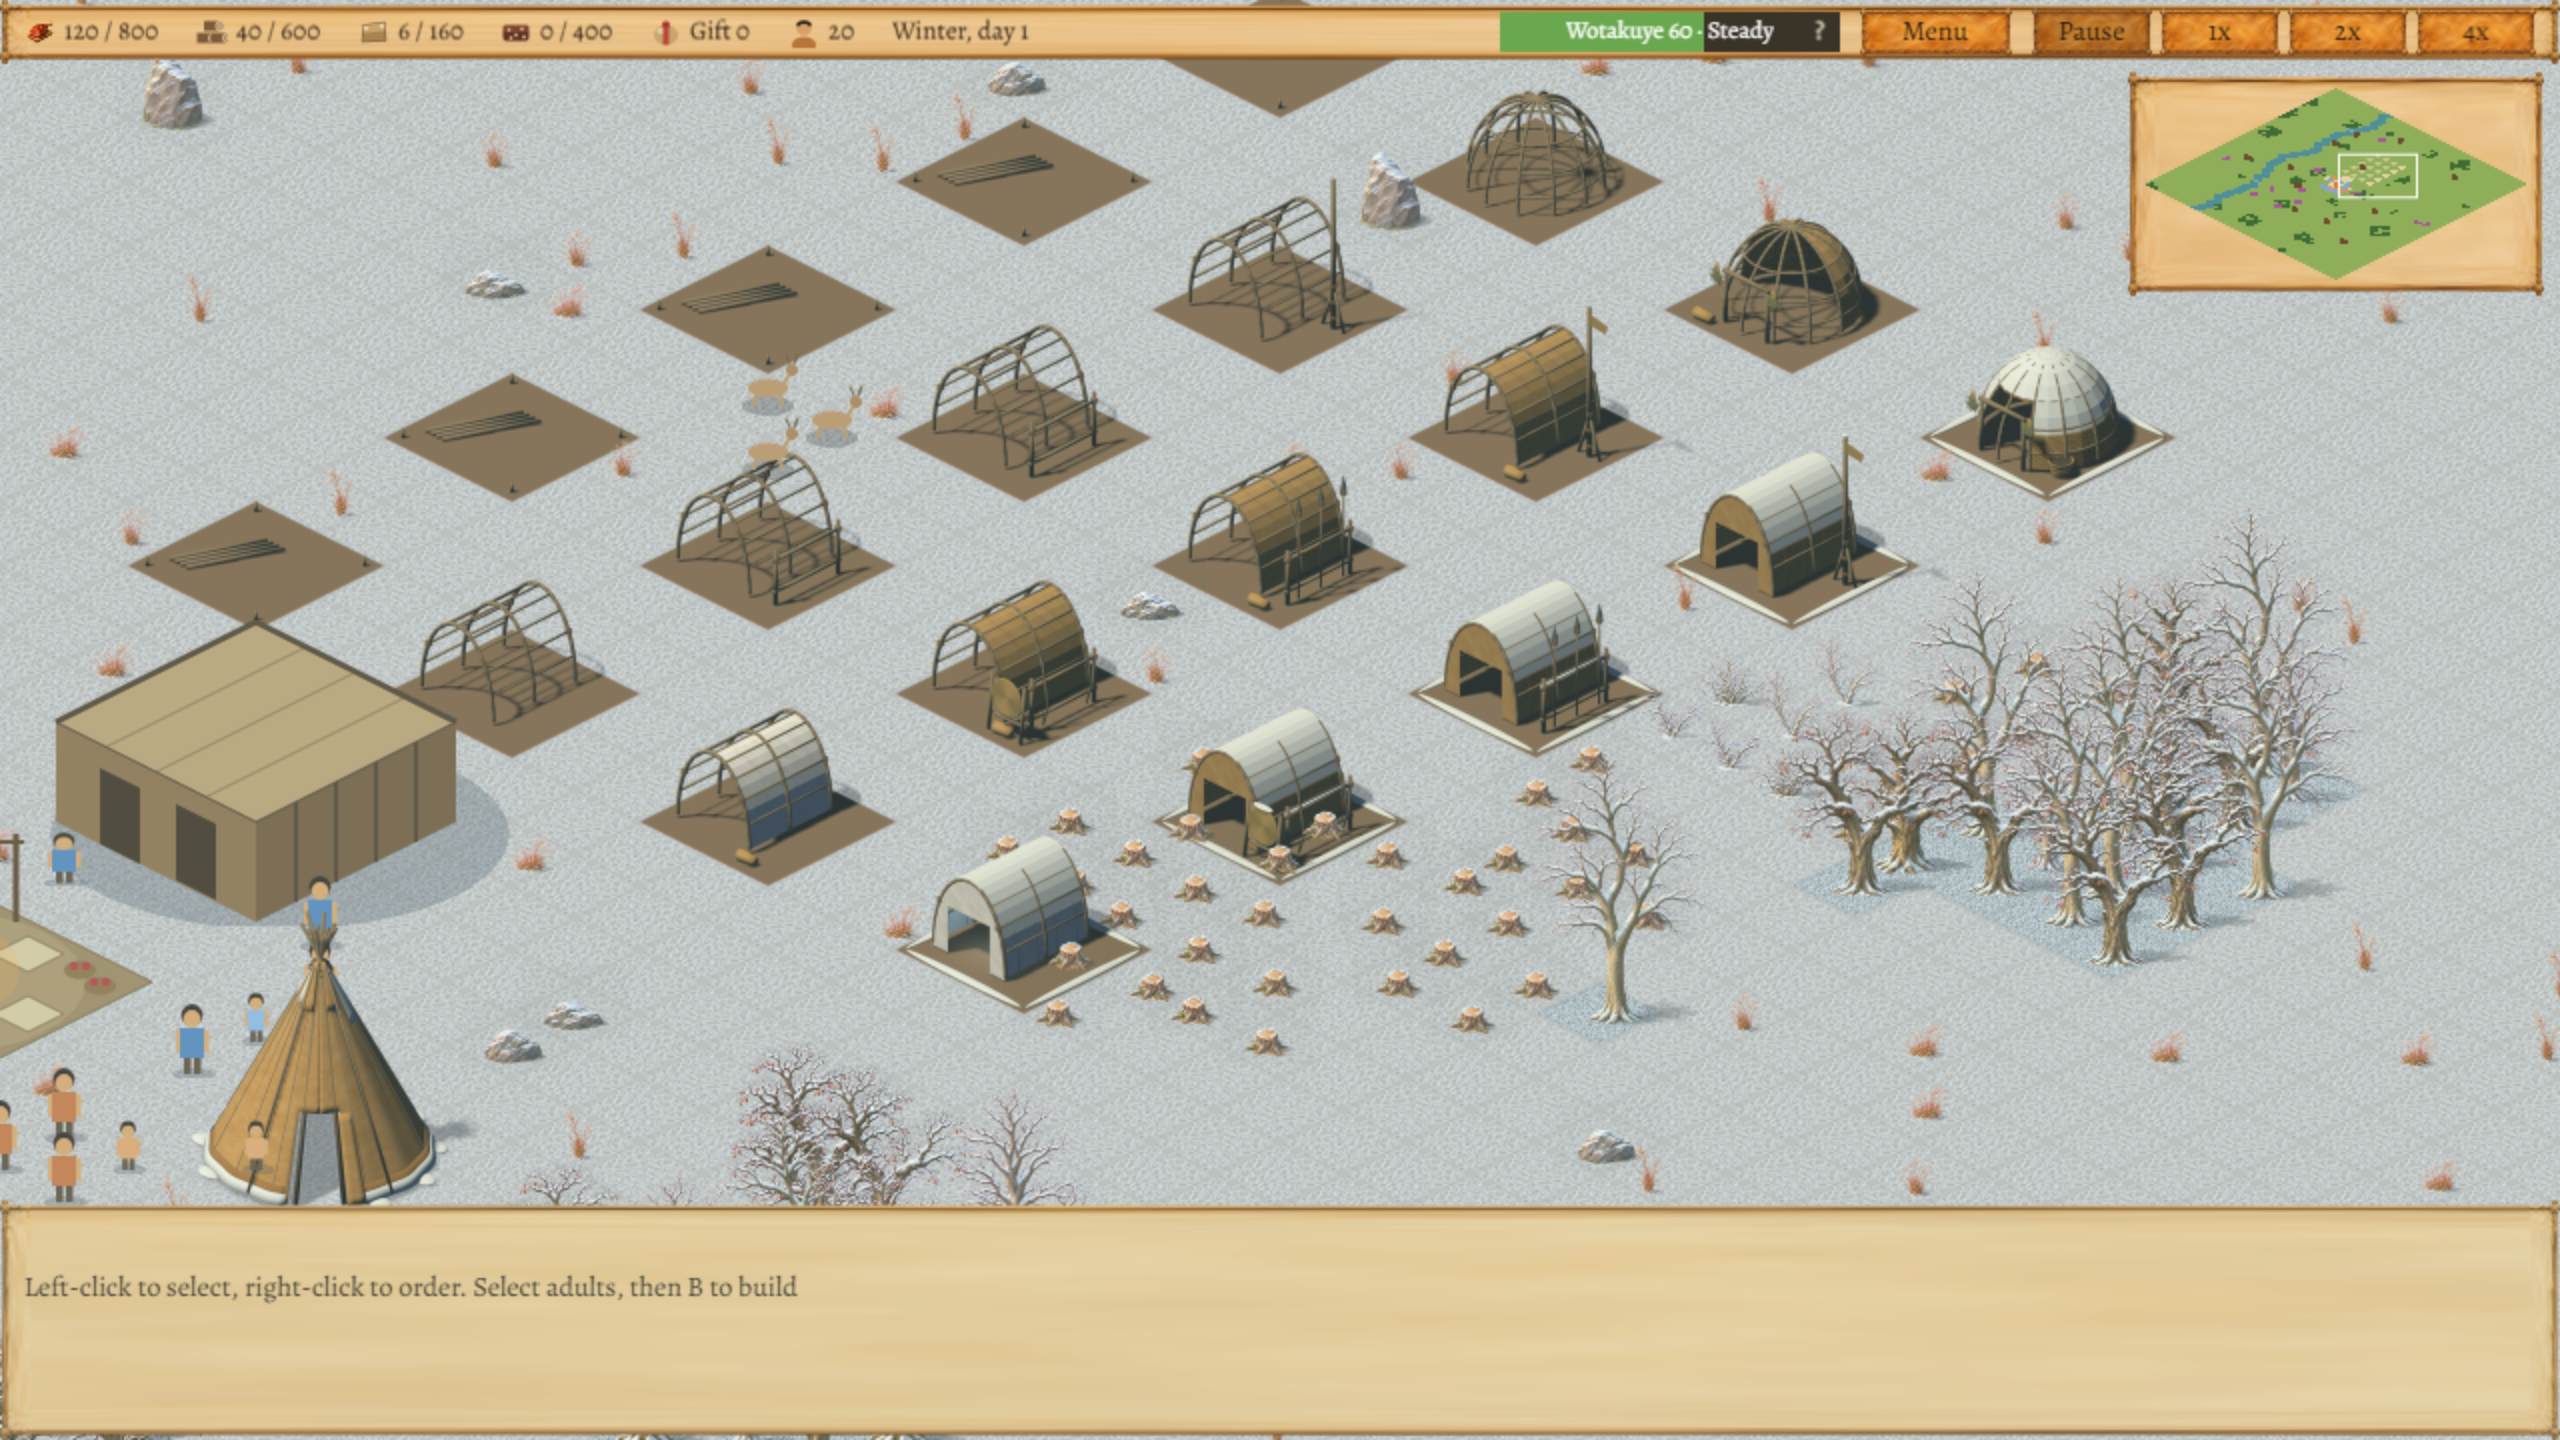 120 / 800 40 / 600 6 / 160 0 / 400 Gift 0 20 Winter, day 1 Wotakuye 60 · Steady ? Menu Pause 1x 2x 4x
Left-click to select, right-click to order. Select adults, then B to build